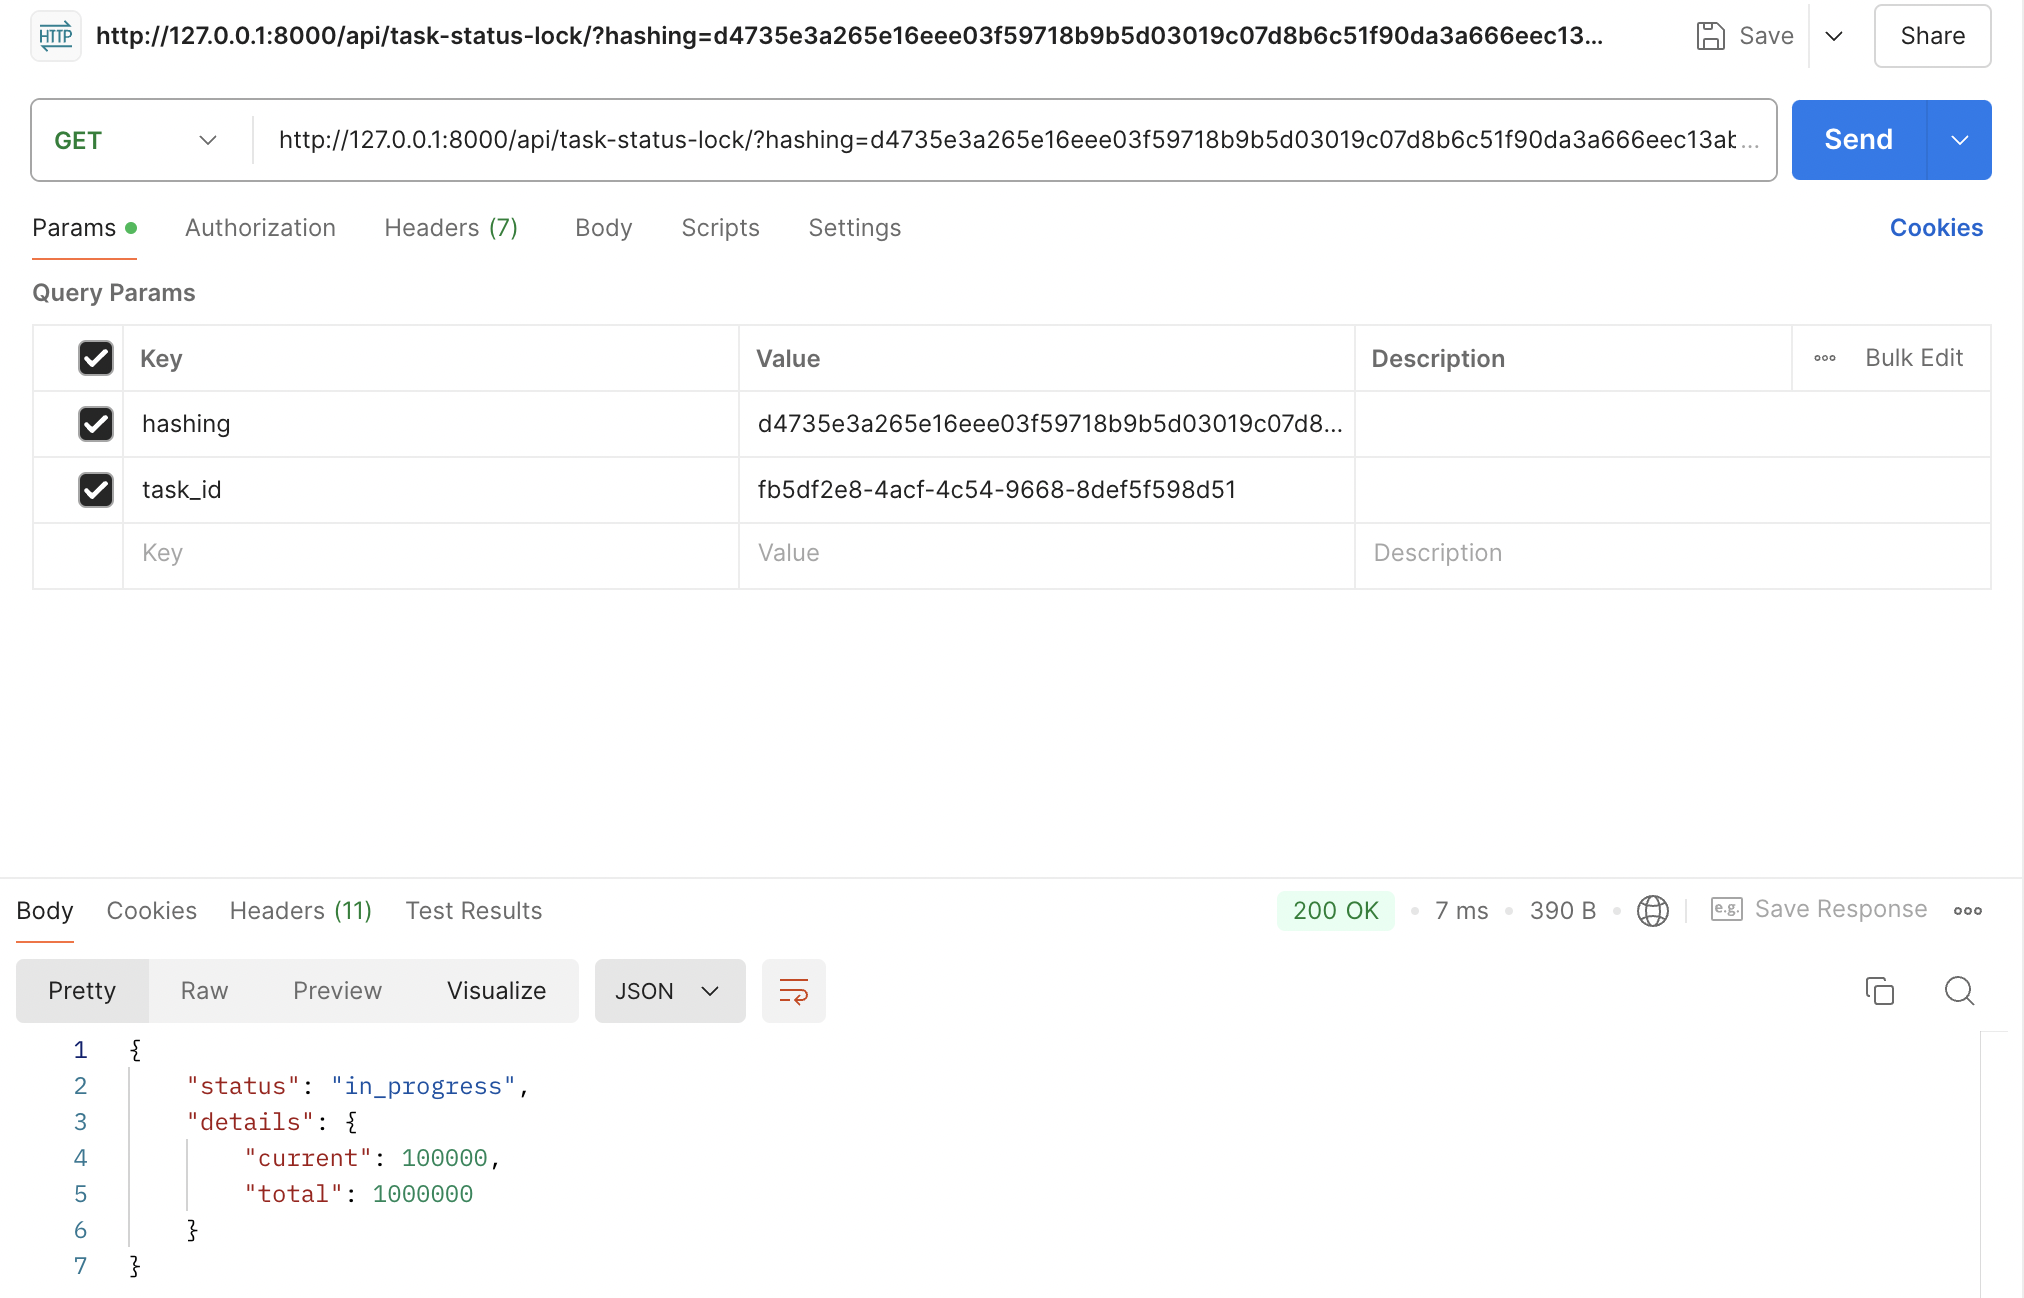 HTTP http://127.0.0.1:8000/api/task-status-lock/?hashing=d4735e3a265e16eee03f59718b9b5d03019c07d8b6c51f90da3a666eec13... Save Share
GET http://127.0.0.1:8000/api/task-status-lock/?hashing=d4735e3a265e16eee03f59718b9b5d03019c07d8b6c51f90da3a666eec13ab... Send
Params Authorization Headers (7) Body Scripts Settings Cookies
Query Params
Key Value Description Bulk Edit
hashing d4735e3a265e16eee03f59718b9b5d03019c07d8...
task_id fb5df2e8-4acf-4c54-9668-8def5f598d51
Key Value Description
Body Cookies Headers (11) Test Results 200 OK 7 ms 390 B e.g. Save Response
Pretty Raw Preview Visualize JSON
1 {
2 "status": "in_progress",
3 "details": {
4 "current": 100000,
5 "total": 1000000
6 }
7 }